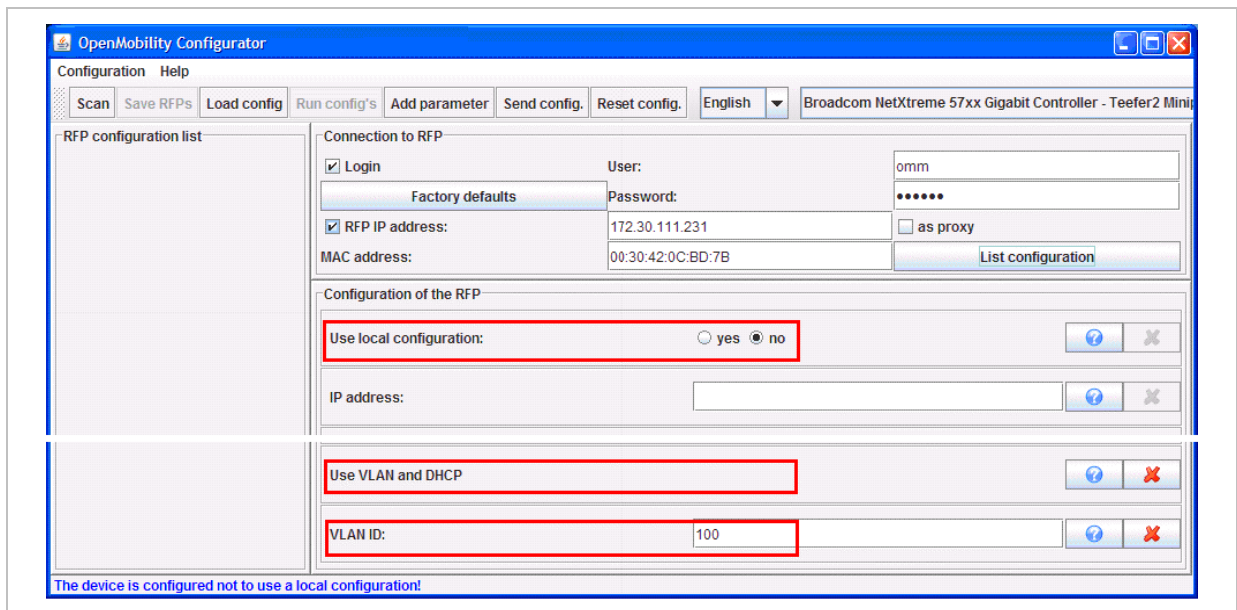 OpenMobility Configurator
Configuration Help
Scan Save RFPs Load config Run config's Add parameter Send config. Reset config. English Broadcom NetXtreme 57xx Gigabit Controller - Teefer2 Minip
RFP configuration list
Connection to RFP
Login User: omm
Factory defaults Password: ••••••
RFP IP address: 172.30.111.231 as proxy
MAC address: 00:30:42:0C:BD:7B List configuration
Configuration of the RFP
Use local configuration: yes no
IP address:
Use VLAN and DHCP
VLAN ID: 100
The device is configured not to use a local configuration!